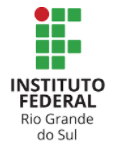 INSTITUTO
FEDERAL
Rio Grande
do Sul